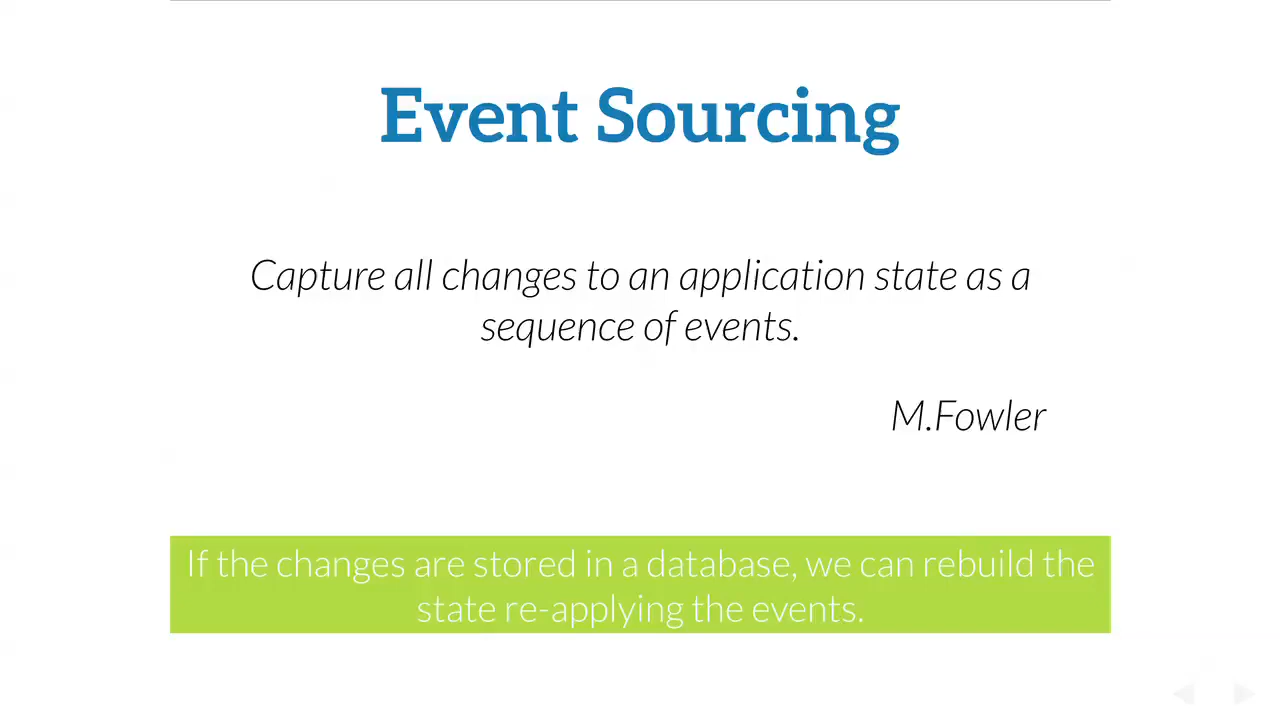 Event Sourcing
Capture all changes to an application state as a
sequence of events.
M.Fowler
If the changes are stored in a database, we can rebuild the
state re-applying the events.